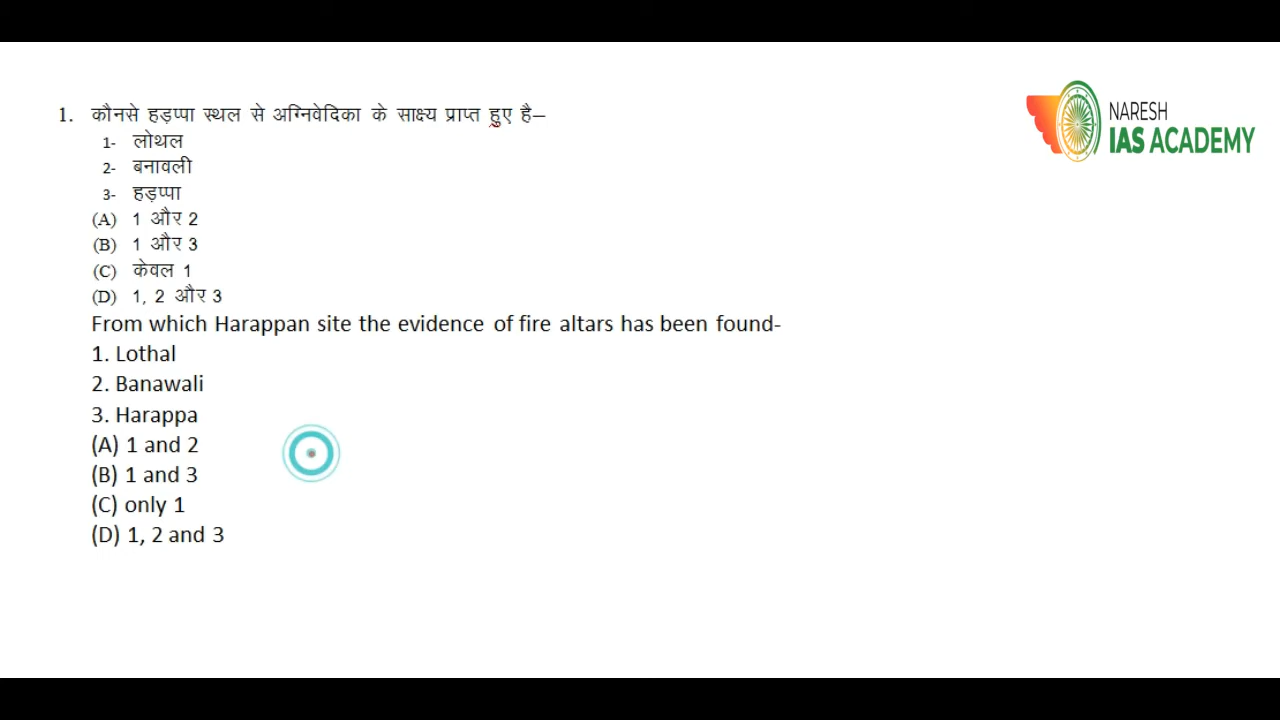 1. कौनसे हड़प्पा स्थल से अग्निवेदिका के साक्ष्य प्राप्त हुए है–
1- लोथल
2- बनावली
3- हड़प्पा
(A) 1 और 2
(B) 1 और 3
(C) केवल 1
(D) 1, 2 और 3
From which Harappan site the evidence of fire altars has been found-
1. Lothal
2. Banawali
3. Harappa
(A) 1 and 2
(B) 1 and 3
(C) only 1
(D) 1, 2 and 3
NARESH
IAS ACADEMY